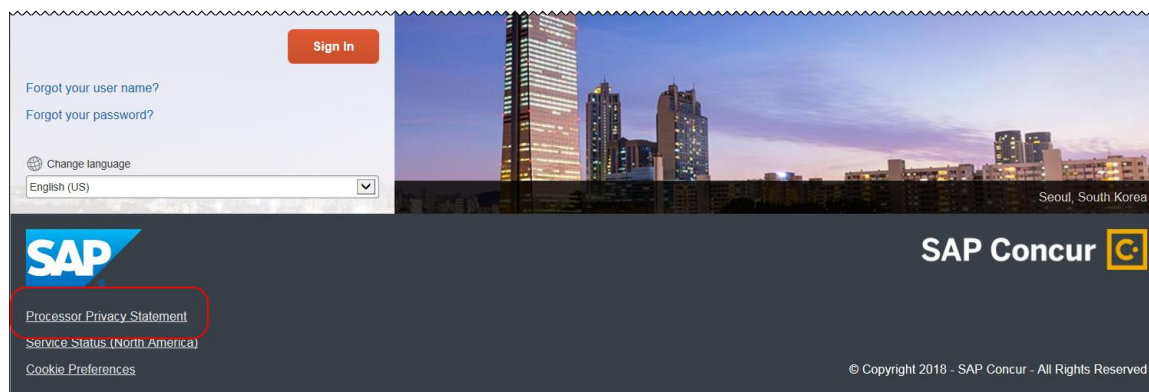 Sign In
Forgot your user name?
Forgot your password?
Change language
English (US)
Seoul, South Korea
SAP
SAP Concur C
Processor Privacy Statement
Service Status (North America)
Cookie Preferences
© Copyright 2018 - SAP Concur - All Rights Reserved